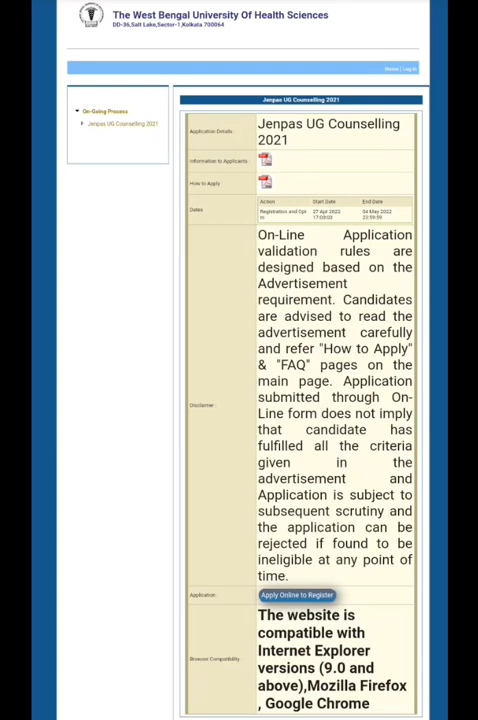 The West Bengal University Of Health Sciences
DD-36,Salt Lake,Sector-1,Kolkata 700064
Home | Log In
On-Going Process
Jenpas UG Counselling 2021
Jenpas UG Counselling 2021
Application Details :
Jenpas UG Counselling
2021
Information to Applicants :
How to Apply
Dates
Action Start Date End Date
Registration and Opt 27 Apr 2022 04 May 2022
in 17:00:03 23:59:59
Disclaimer :
On-Line Application
validation rules are
designed based on the
Advertisement
requirement. Candidates
are advised to read the
advertisement carefully
and refer "How to Apply"
& "FAQ" pages on the
main page. Application
submitted through On-
Line form does not imply
that candidate has
fulfilled all the criteria
given in the
advertisement and
Application is subject to
subsequent scrutiny and
the application can be
rejected if found to be
ineligible at any point of
time.
Application:
Apply Online to Register
Browser Compatibility :
The website is
compatible with
Internet Explorer
versions (9.0 and
above),Mozilla Firefox
, Google Chrome